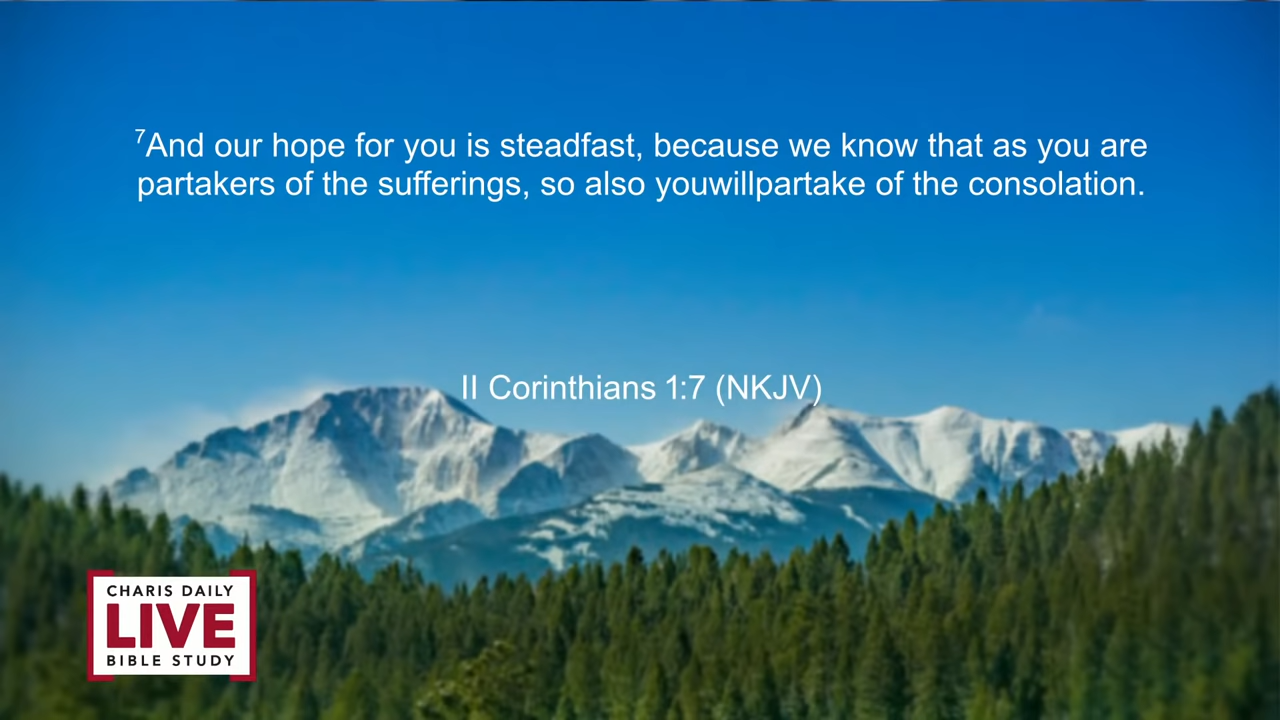 ⁷And our hope for you is steadfast, because we know that as you are
partakers of the sufferings, so also youwillpartake of the consolation.
II Corinthians 1:7 (NKJV)
CHARIS DAILY
LIVE
BIBLE STUDY